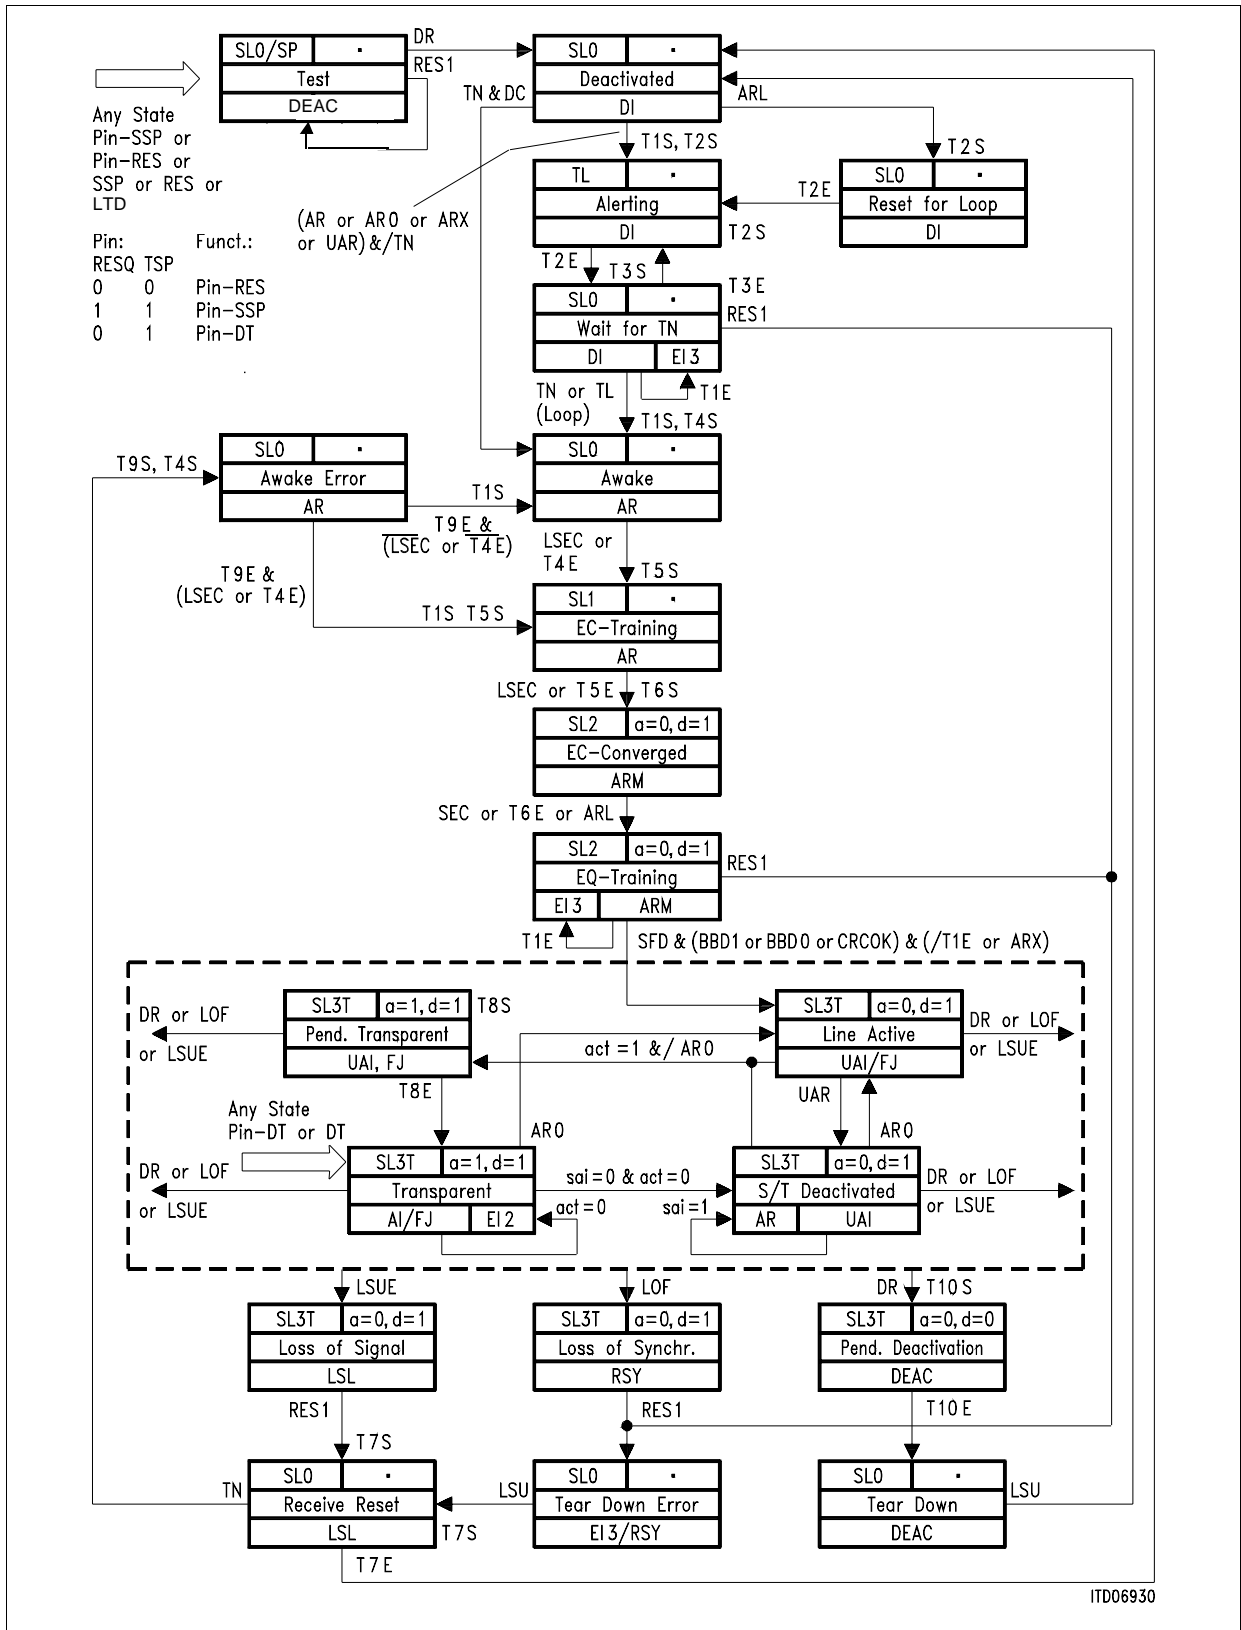 SL0/SP .
Test
DEAC
DR
RES1
SL0 .
Deactivated
DI
TN & DC
ARL
Any State
Pin-SSP or
Pin-RES or
SSP or RES or
LTD
Pin: Funct.:
RESQ TSP
0 0 Pin-RES
1 1 Pin-SSP
0 1 Pin-DT
(AR or AR0 or ARX
or UAR) &/TN
T1S, T2S
TL .
Alerting
DI
T2S
T2E
T2S
SL0 .
Reset for Loop
DI
T2E
T3S
SL0 .
Wait for TN
DI EI3
T3E
RES1
T1E
TN or TL
(Loop)
T1S, T4S
T9S, T4S
SL0 .
Awake Error
AR
T1S
T9E &
(LSEC or T4E)
SL0 .
Awake
AR
T9E &
(LSEC or T4E)
LSEC or
T4E
T5S
T1S T5S
SL1 .
EC-Training
AR
LSEC or T5E
T6S
SL2 a=0, d=1
EC-Converged
ARM
SEC or T6E or ARL
SL2 a=0, d=1
EQ-Training
EI3 ARM
RES1
T1E
SFD & (BBD1 or BBD0 or CRCOK) & (/T1E or ARX)
DR or LOF
or LSUE
SL3T a=1, d=1
Pend. Transparent
UAI, FJ
T8S
SL3T a=0, d=1
Line Active
UAI/FJ
DR or LOF
or LSUE
act =1 &/ AR0
T8E
UAR
AR0
AR0
Any State
Pin-DT or DT
DR or LOF
or LSUE
SL3T a=1, d=1
Transparent
AI/FJ EI2
sai=0 & act=0
act=0
sai=1
SL3T a=0, d=1
S/T Deactivated
AR UAI
DR or LOF
or LSUE
LSUE
LOF
DR
T10S
SL3T a=0, d=1
Loss of Signal
LSL
SL3T a=0, d=1
Loss of Synchr.
RSY
SL3T a=0, d=0
Pend. Deactivation
DEAC
RES1
T7S
RES1
T10E
TN
SL0 .
Receive Reset
LSL
T7S
LSU
SL0 .
Tear Down Error
EI3/RSY
SL0 .
Tear Down
DEAC
LSU
T7E
ITD06930